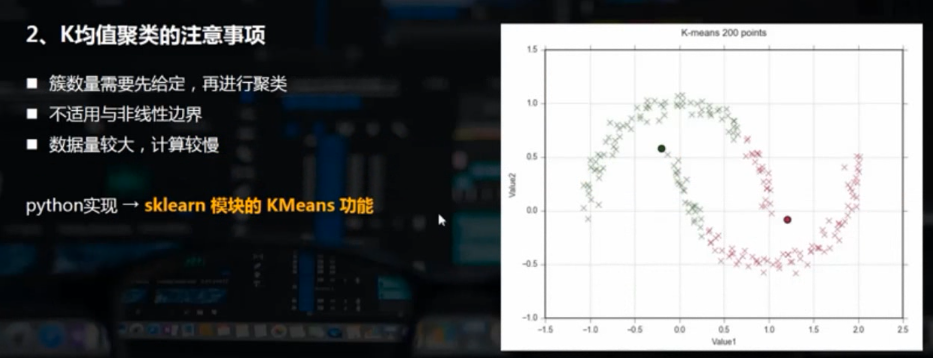 2、K均值聚类的注意事项
■ 簇数量需要先给定，再进行聚类
■ 不适用与非线性边界
■ 数据量较大，计算较慢
python实现 → sklearn 模块的 KMeans 功能
K-means 200 points
Value2
1.5
1.0
0.5
0.0
−0.5
−1.0
−1.5 −1.0 −0.5 0.0 0.5 1.0 1.5 2.0 2.5
Value1